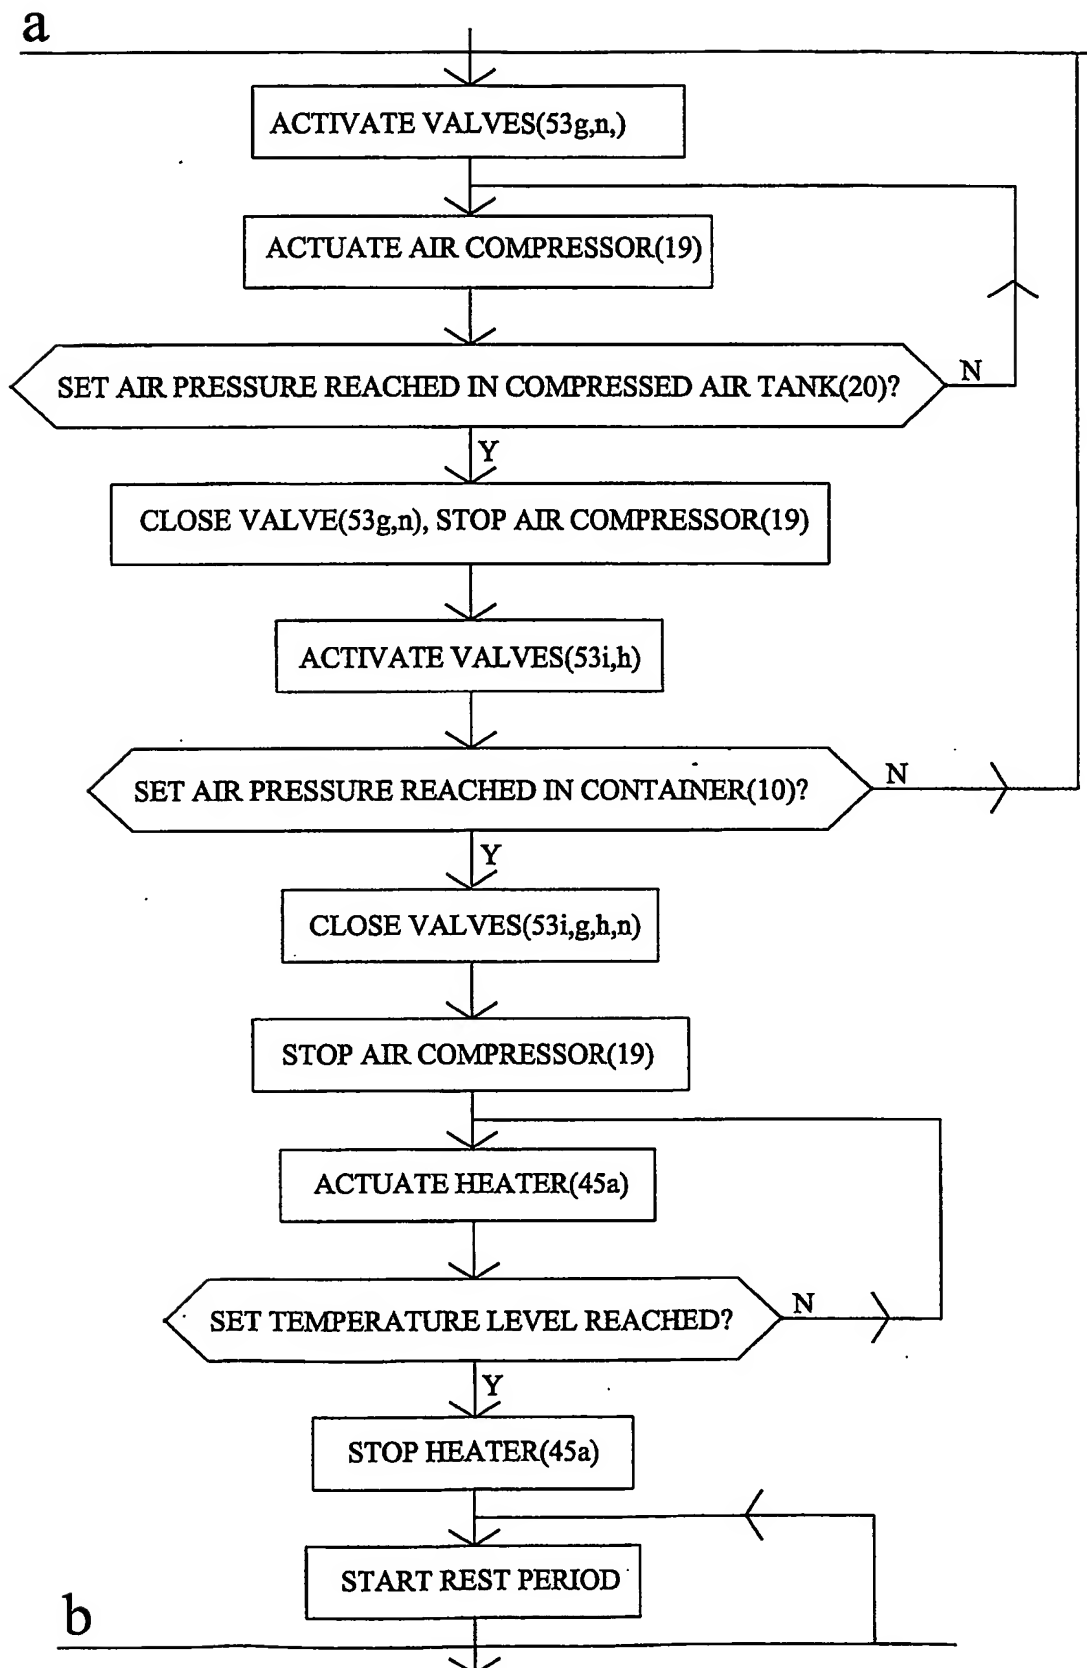 a
ACTIVATE VALVES(53g,n,)
ACTUATE AIR COMPRESSOR(19)
SET AIR PRESSURE REACHED IN COMPRESSED AIR TANK(20)?
N
Y
CLOSE VALVE(53g,n), STOP AIR COMPRESSOR(19)
ACTIVATE VALVES(53i,h)
SET AIR PRESSURE REACHED IN CONTAINER(10)?
N
Y
CLOSE VALVES(53i,g,h,n)
STOP AIR COMPRESSOR(19)
ACTUATE HEATER(45a)
SET TEMPERATURE LEVEL REACHED?
N
Y
STOP HEATER(45a)
START REST PERIOD
b